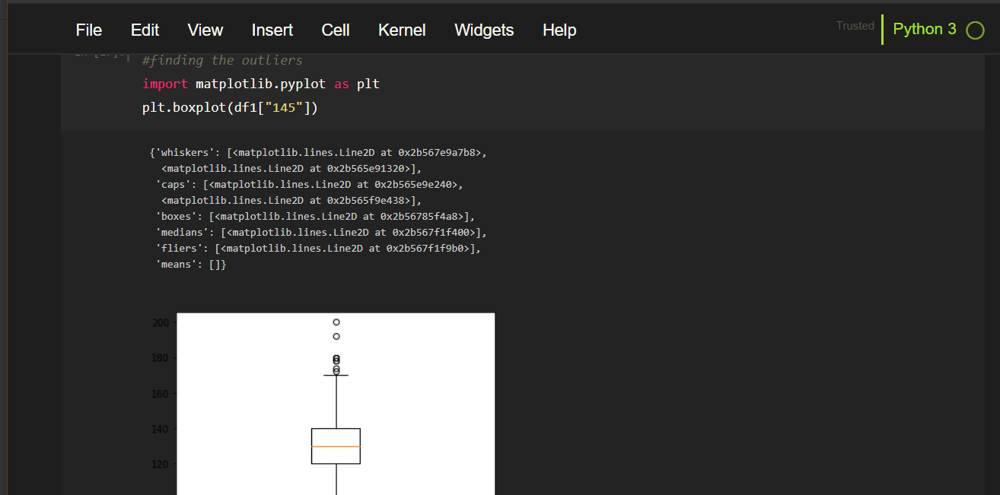 File Edit View Insert Cell Kernel Widgets Help Trusted Python 3
#finding the outliers
import matplotlib.pyplot as plt
plt.boxplot(df1["145"])
{'whiskers': [<matplotlib.lines.Line2D at 0x2b567e9a7b8>,
<matplotlib.lines.Line2D at 0x2b565e91320>],
'caps': [<matplotlib.lines.Line2D at 0x2b565e9e240>,
<matplotlib.lines.Line2D at 0x2b565f9e438>],
'boxes': [<matplotlib.lines.Line2D at 0x2b56785f4a8>],
'medians': [<matplotlib.lines.Line2D at 0x2b567f1f400>],
'fliers': [<matplotlib.lines.Line2D at 0x2b567f1f9b0>],
'means': []}
200
180
160
140
120